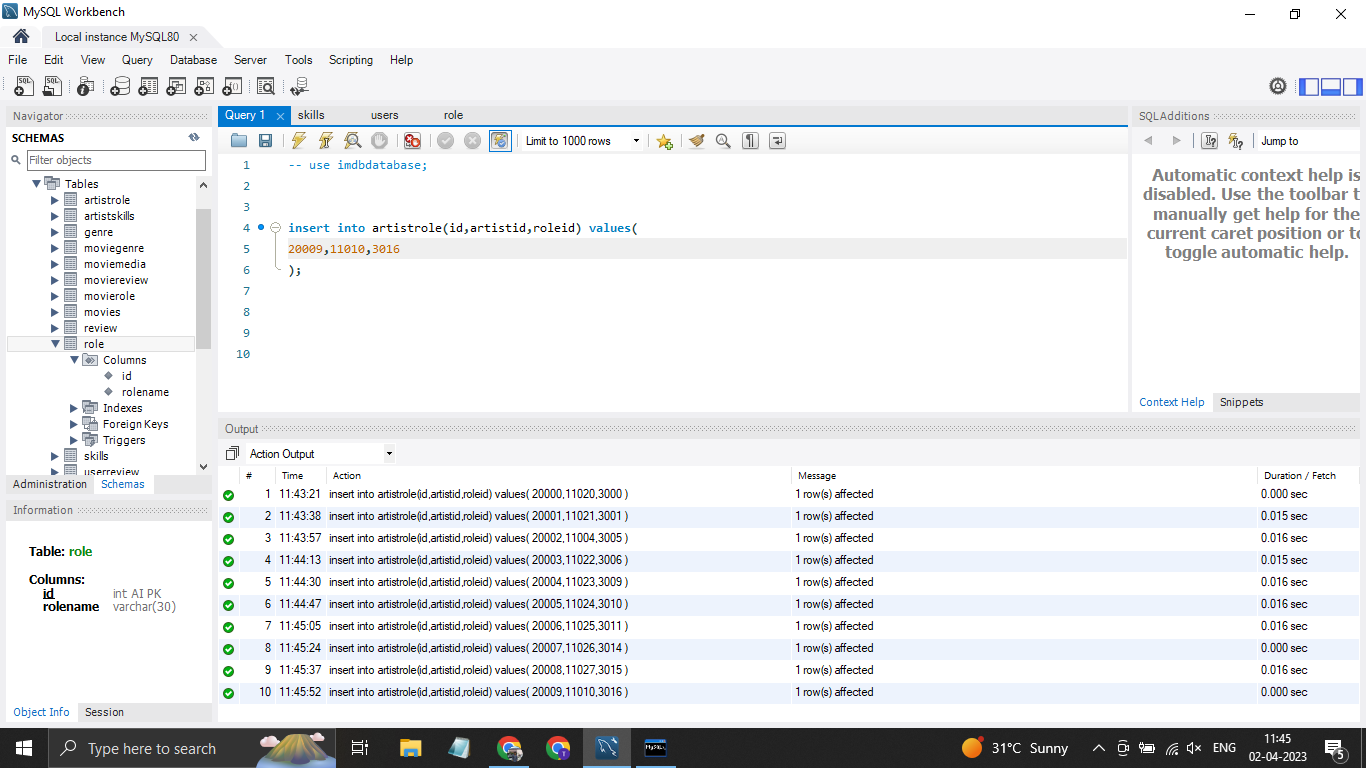 MySQL Workbench
Local instance MySQL80
File Edit View Query Database Server Tools Scripting Help
Navigator
SCHEMAS
Filter objects
Tables
artistrole
artistskills
genre
moviegenre
moviemedia
moviereview
movierole
movies
review
role
Columns
id
rolename
Indexes
Foreign Keys
Triggers
skills
userreview
Administration Schemas
Information
Table: role
Columns:
id int AI PK
rolename varchar(30)
Object Info Session
Query 1 skills users role
Limit to 1000 rows
1 -- use imdbdatabase;
2
3
4 insert into artistrole(id,artistid,roleid) values(
5 20009,11010,3016
6 );
7
8
9
10
SQLAdditions
Jump to
Automatic context help is
disabled. Use the toolbar t
manually get help for the
current caret position or to
toggle automatic help.
Context Help Snippets
Output
Action Output
# Time Action Message Duration / Fetch
1 11:43:21 insert into artistrole(id,artistid,roleid) values( 20000,11020,3000 ) 1 row(s) affected 0.000 sec
2 11:43:38 insert into artistrole(id,artistid,roleid) values( 20001,11021,3001 ) 1 row(s) affected 0.015 sec
3 11:43:57 insert into artistrole(id,artistid,roleid) values( 20002,11004,3005 ) 1 row(s) affected 0.016 sec
4 11:44:13 insert into artistrole(id,artistid,roleid) values( 20003,11022,3006 ) 1 row(s) affected 0.015 sec
5 11:44:30 insert into artistrole(id,artistid,roleid) values( 20004,11023,3009 ) 1 row(s) affected 0.016 sec
6 11:44:47 insert into artistrole(id,artistid,roleid) values( 20005,11024,3010 ) 1 row(s) affected 0.016 sec
7 11:45:05 insert into artistrole(id,artistid,roleid) values( 20006,11025,3011 ) 1 row(s) affected 0.016 sec
8 11:45:24 insert into artistrole(id,artistid,roleid) values( 20007,11026,3014 ) 1 row(s) affected 0.000 sec
9 11:45:37 insert into artistrole(id,artistid,roleid) values( 20008,11027,3015 ) 1 row(s) affected 0.016 sec
10 11:45:52 insert into artistrole(id,artistid,roleid) values( 20009,11010,3016 ) 1 row(s) affected 0.000 sec
Type here to search
31°C Sunny
ENG
11:45
02-04-2023
5